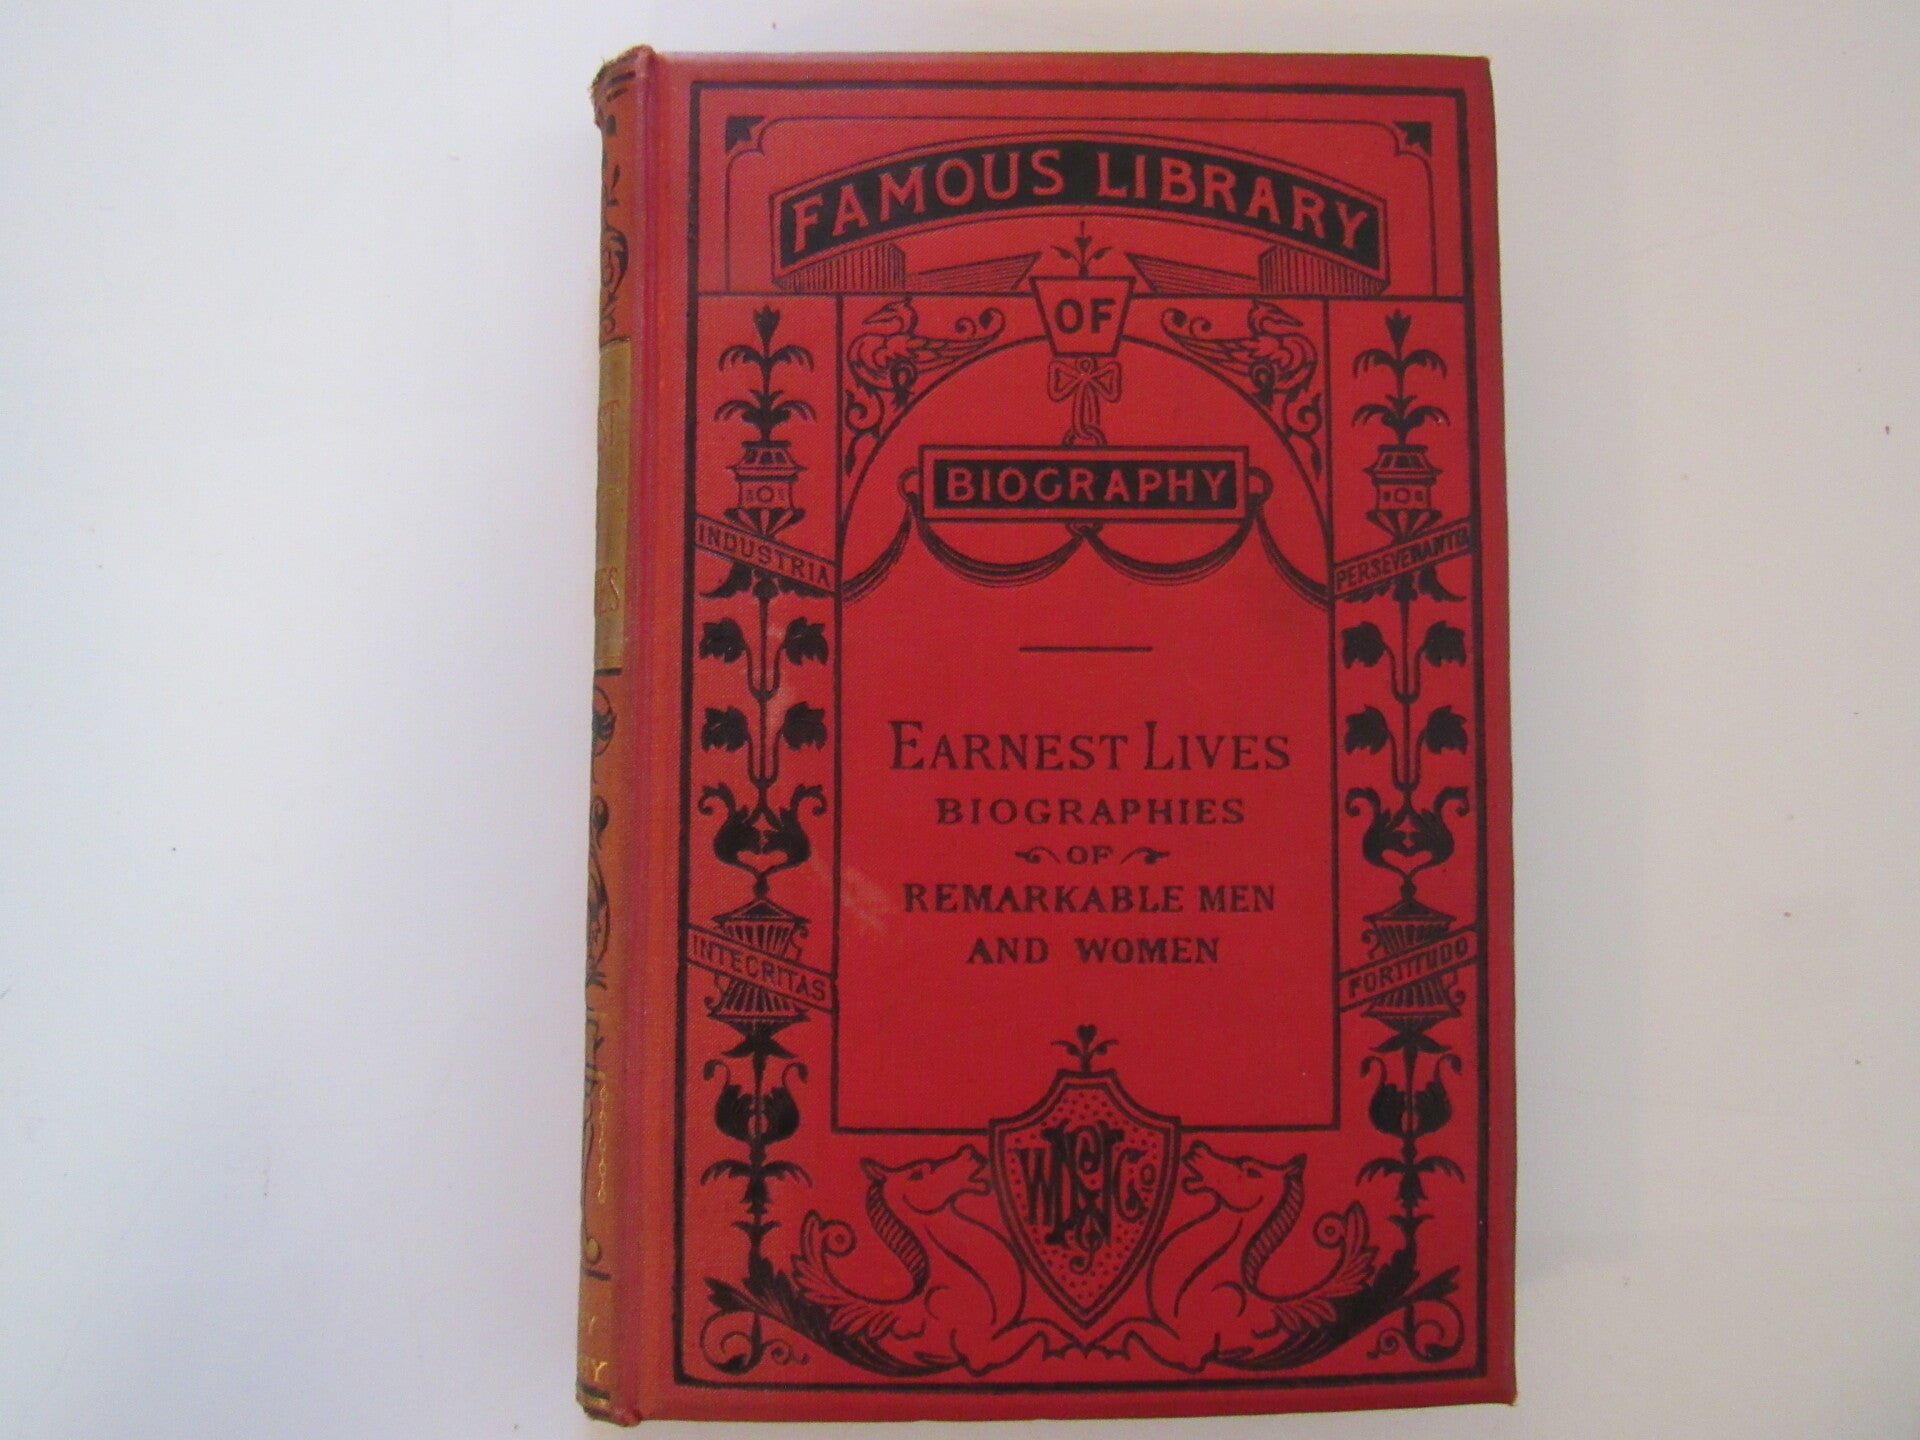 FAMOUS LIBRARY
OF
BIOGRAPHY
INDUSTRIA
PERSEVERANTIA
EARNEST LIVES
BIOGRAPHIES
OF
REMARKABLE MEN
AND WOMEN
INTEGRITAS
FORTITUDO